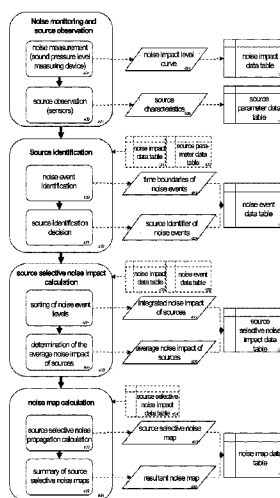 Noise monitoring and
source observation
noise measurement
(sound pressure level
measuring device)
noise impact level
curve
noise impact
data table
source observation
(sensors)
source
characteristics
source
parameter data
table
Source identification
noise impact
data table
source para-
meter data
table
noise event
identification
time boundaries of
noise events
noise event
data table
source identification
decision
source identifier of
noise events
source selective noise impact
calculation
noise impact
data table
noise event
data table
sorting of noise event
levels
integrated noise impact
of sources
source
selective noise
impact data
table
determination of the
average noise impact
of sources
average noise impact of
sources
noise map calculation
source selective
noise impact
data table
source selective noise
propagation calculation
source selective noise
map
noise map data
table
summary of source
selective noise maps
resultant noise map